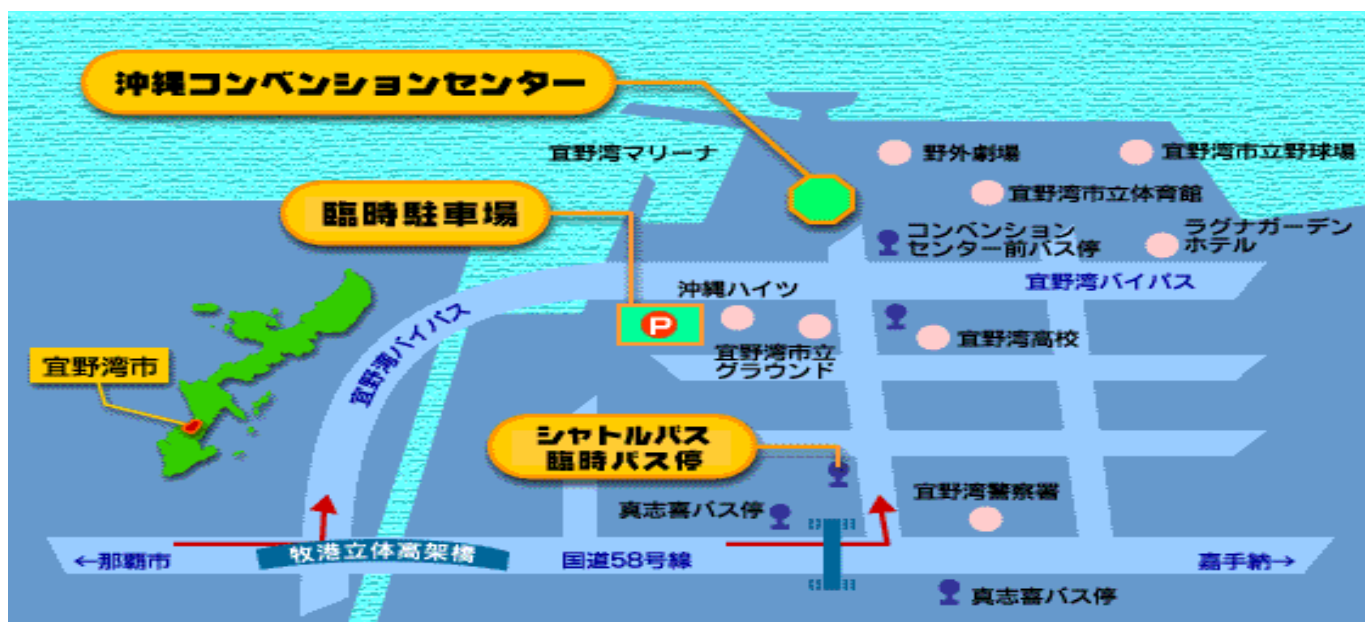 沖縄コンベンションセンター
宜野湾マリーナ
野外劇場
宜野湾市立野球場
宜野湾市立体育館
臨時駐車場
コンベンション
センター前バス停
ラグナガーデン
ホテル
宜野湾バイパス
沖縄ハイツ
P
宜野湾市立
グラウンド
宜野湾高校
宜野湾バイパス
宜野湾市
シャトルバス
臨時バス停
真志喜バス停
宜野湾警察署
←那覇市
牧港立体高架橋
国道58号線
嘉手納→
真志喜バス停